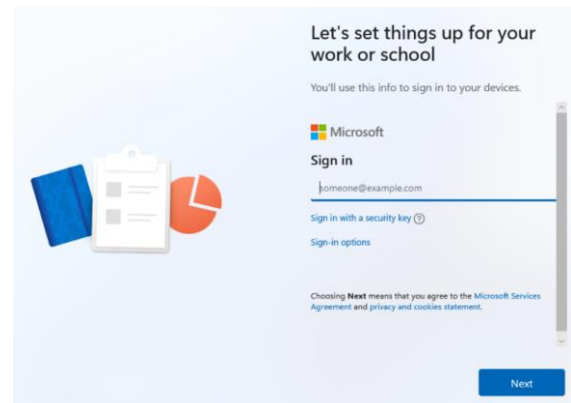 Let's set things up for your
work or school
You'll use this info to sign in to your devices.
Microsoft
Sign in
someone@example.com
Sign in with a security key ?
Sign-in options
Choosing Next means that you agree to the Microsoft Services
Agreement and privacy and cookies statement.
Next